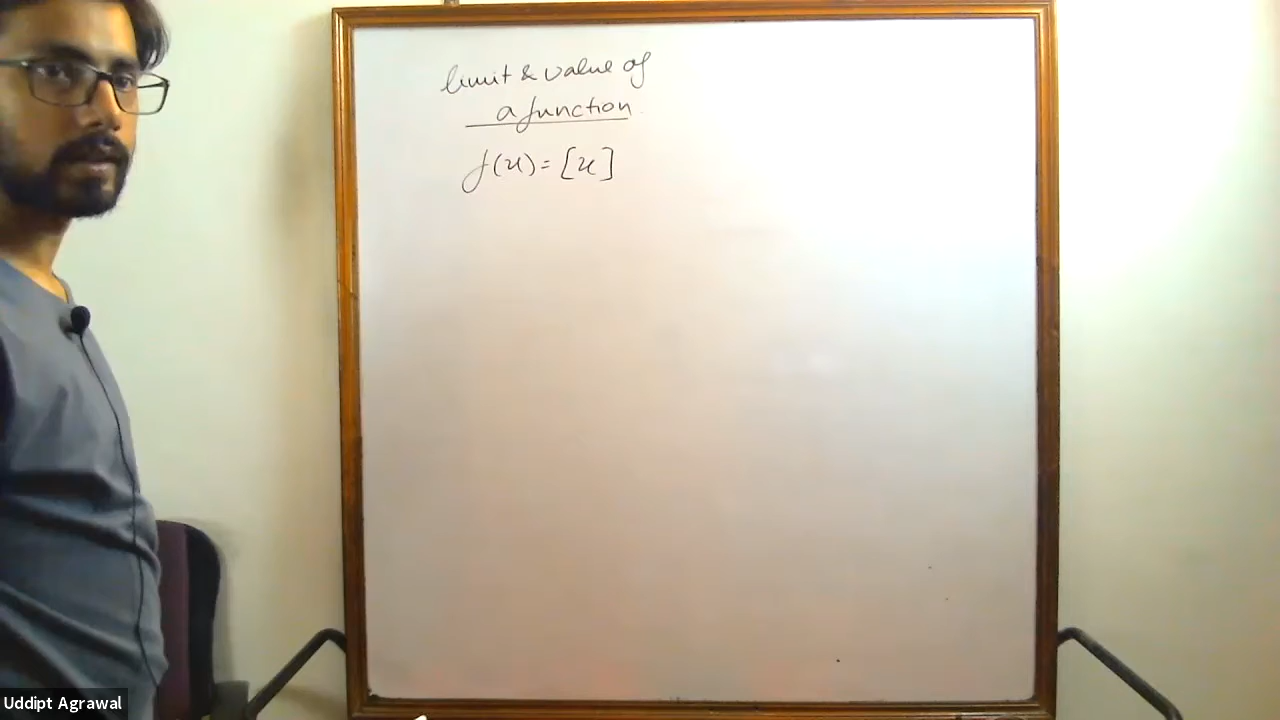 limit & value of
a function
f(x) = [x]
Uddipt Agrawal